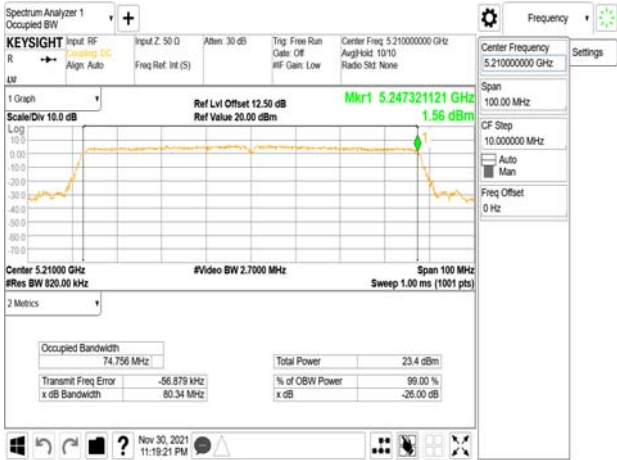 Spectrum Analyzer 1
Occupied BW
KEYSIGHT
R
LXI
Input: RF
Coupling: DC
Align: Auto
Input Z: 50 Ω
Freq Ref: Int (S)
Atten: 30 dB
Trig: Free Run
Gate: Off
#IF Gain: Low
Center Freq: 5.210000000 GHz
Avg|Hold: 10/10
Radio Std: None
1 Graph
Scale/Div 10.0 dB
Ref Lvl Offset 12.50 dB
Ref Value 20.00 dBm
Mkr1 5.247321121 GHz
1.56 dBm
Log
10.0
0.00
-10.0
-20.0
-30.0
-40.0
-50.0
-60.0
-70.0
1
Center 5.21000 GHz
#Res BW 820.00 kHz
#Video BW 2.7000 MHz
Span 100 MHz
Sweep 1.00 ms (1001 pts)
2 Metrics
Occupied Bandwidth
74.756 MHz
Transmit Freq Error -56.879 kHz
x dB Bandwidth 80.34 MHz
Total Power 23.4 dBm
% of OBW Power 99.00 %
x dB -26.00 dB
?
Nov 30, 2021
11:19:21 PM
Frequency
Center Frequency
5.210000000 GHz
Span
100.00 MHz
CF Step
10.000000 MHz
Auto
Man
Freq Offset
0 Hz
Settings